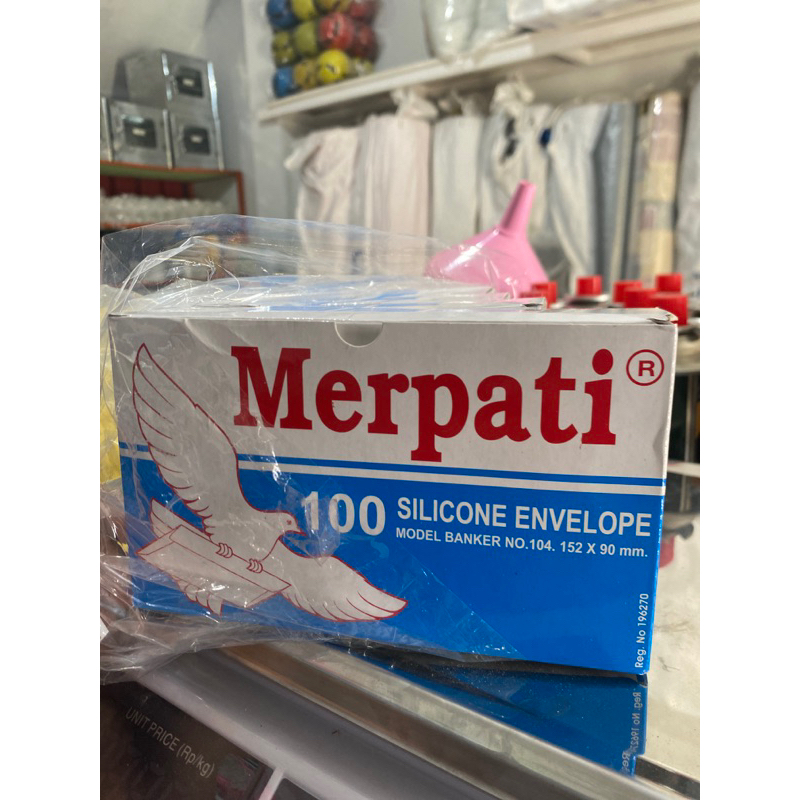 Merpati®
100 SILICONE ENVELOPE
MODEL BANKER NO.104. 152 X 90 mm.
Reg. No 196270
UNIT PRICE (Rp/kg)